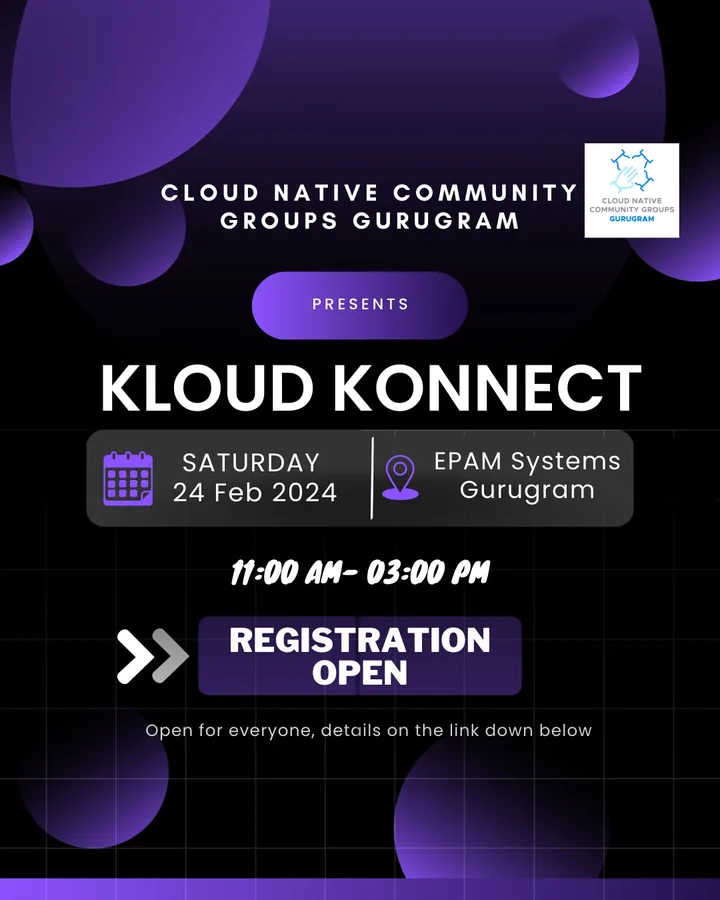 CLOUD NATIVE COMMUNITY
GROUPS GURUGRAM
CLOUD NATIVE
COMMUNITY GROUPS
GURUGRAM
PRESENTS
KLOUD KONNECT
SATURDAY
24 Feb 2024
EPAM Systems
Gurugram
11:00 AM- 03:00 PM
REGISTRATION
OPEN
Open for everyone, details on the link down below